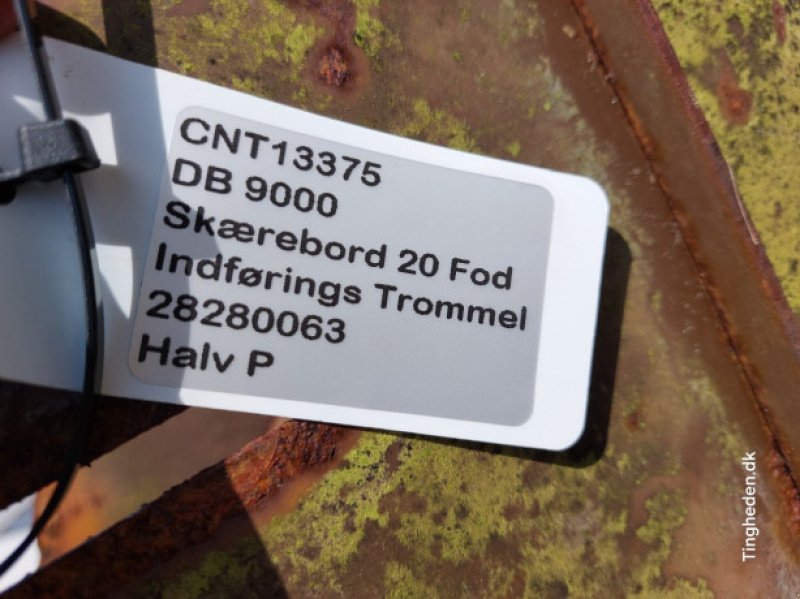 CNT13375
DB 9000
Skærebord 20 Fod
Indførings Trommel
28280063
Halv P
Tingheden.dk